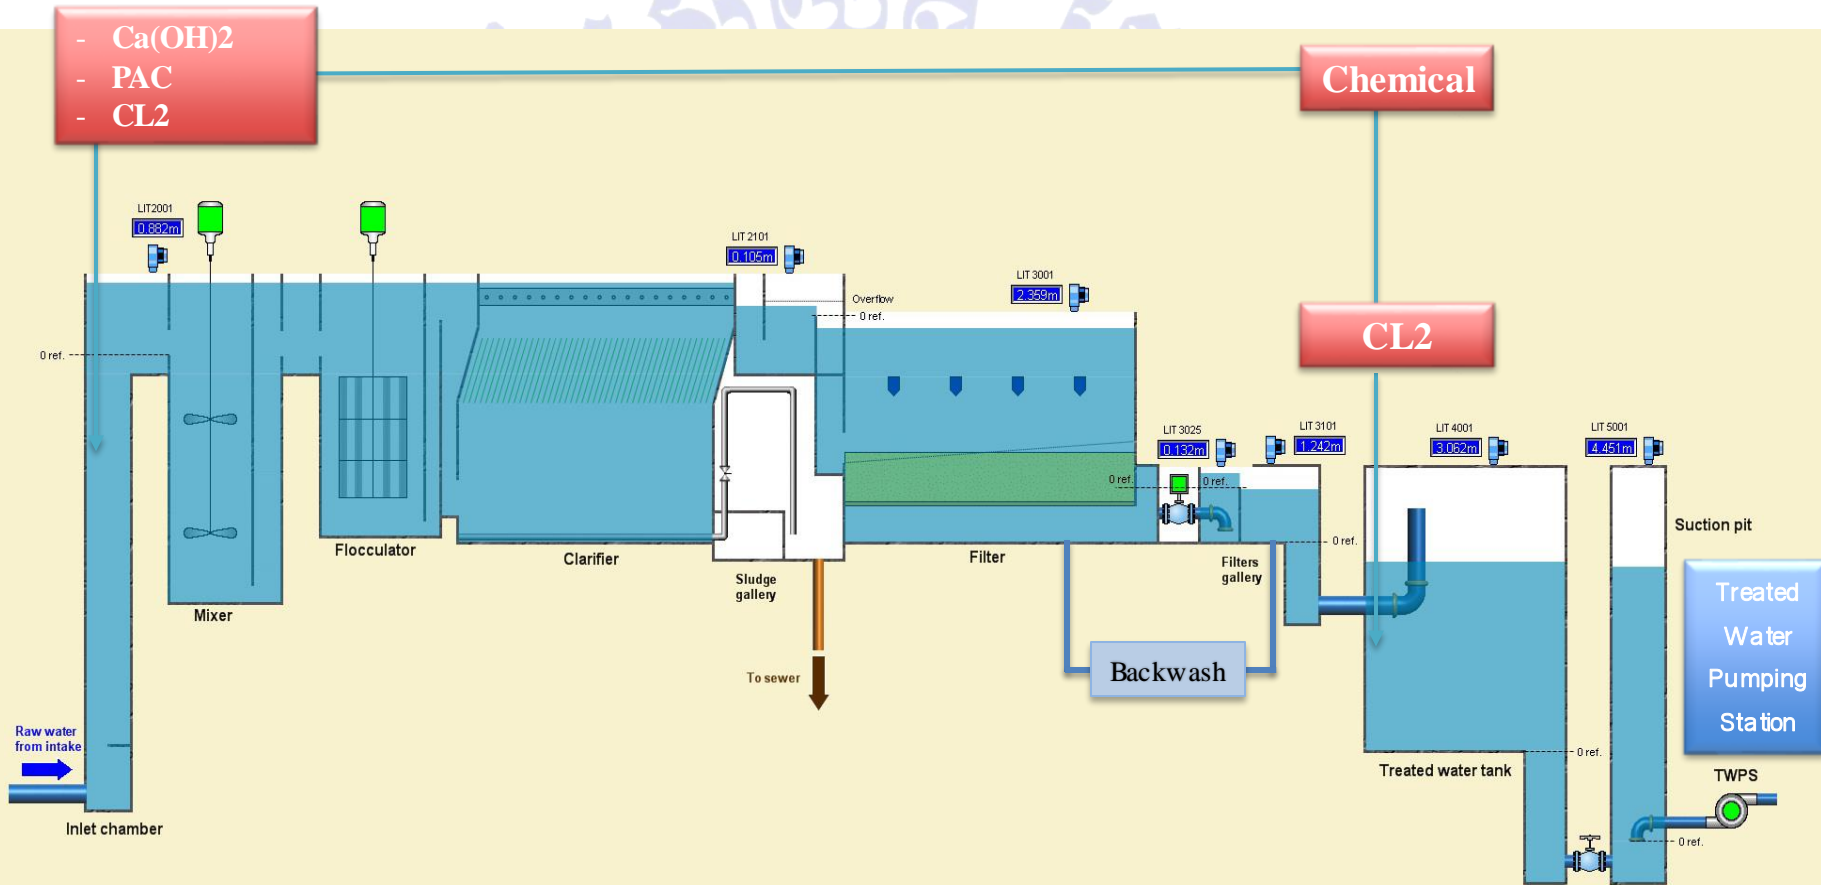 - Ca(OH)2
- PAC
- CL2
Chemical
CL2
LIT2001
0.882m
LIT 2101
0.105m
LIT 3001
2.359m
Overflow
0 ref.
0 ref.
LIT 3025
0.132m
LIT 3101
1.242m
LIT 4001
3.062m
LIT 5001
4.451m
0 ref.
0 ref.
Suction pit
0 ref.
Flocculator
Clarifier
Filter
Filters
gallery
Sludge
gallery
Mixer
Treated
Water
Pumping
Station
Backwash
To sewer
Raw water
from intake
0 ref.
Treated water tank
TWPS
Inlet chamber
0 ref.